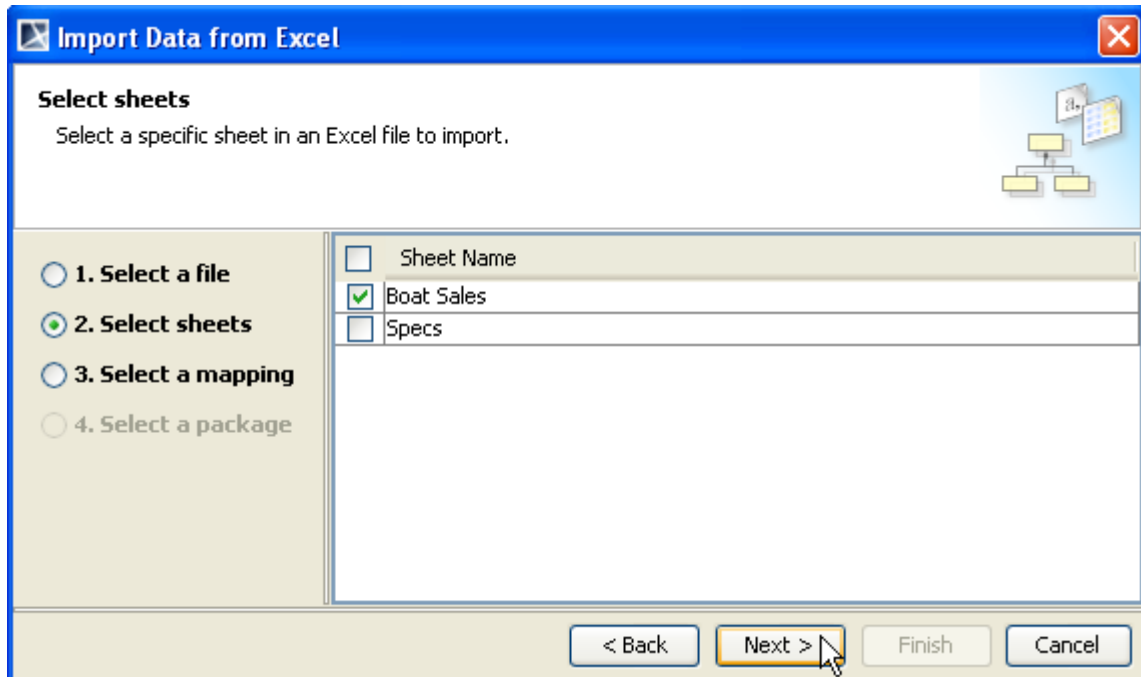 Import Data from Excel
Select sheets
Select a specific sheet in an Excel file to import.
a,
1. Select a file
2. Select sheets
3. Select a mapping
4. Select a package
Sheet Name
Boat Sales
Specs
< Back
Next >
Finish
Cancel